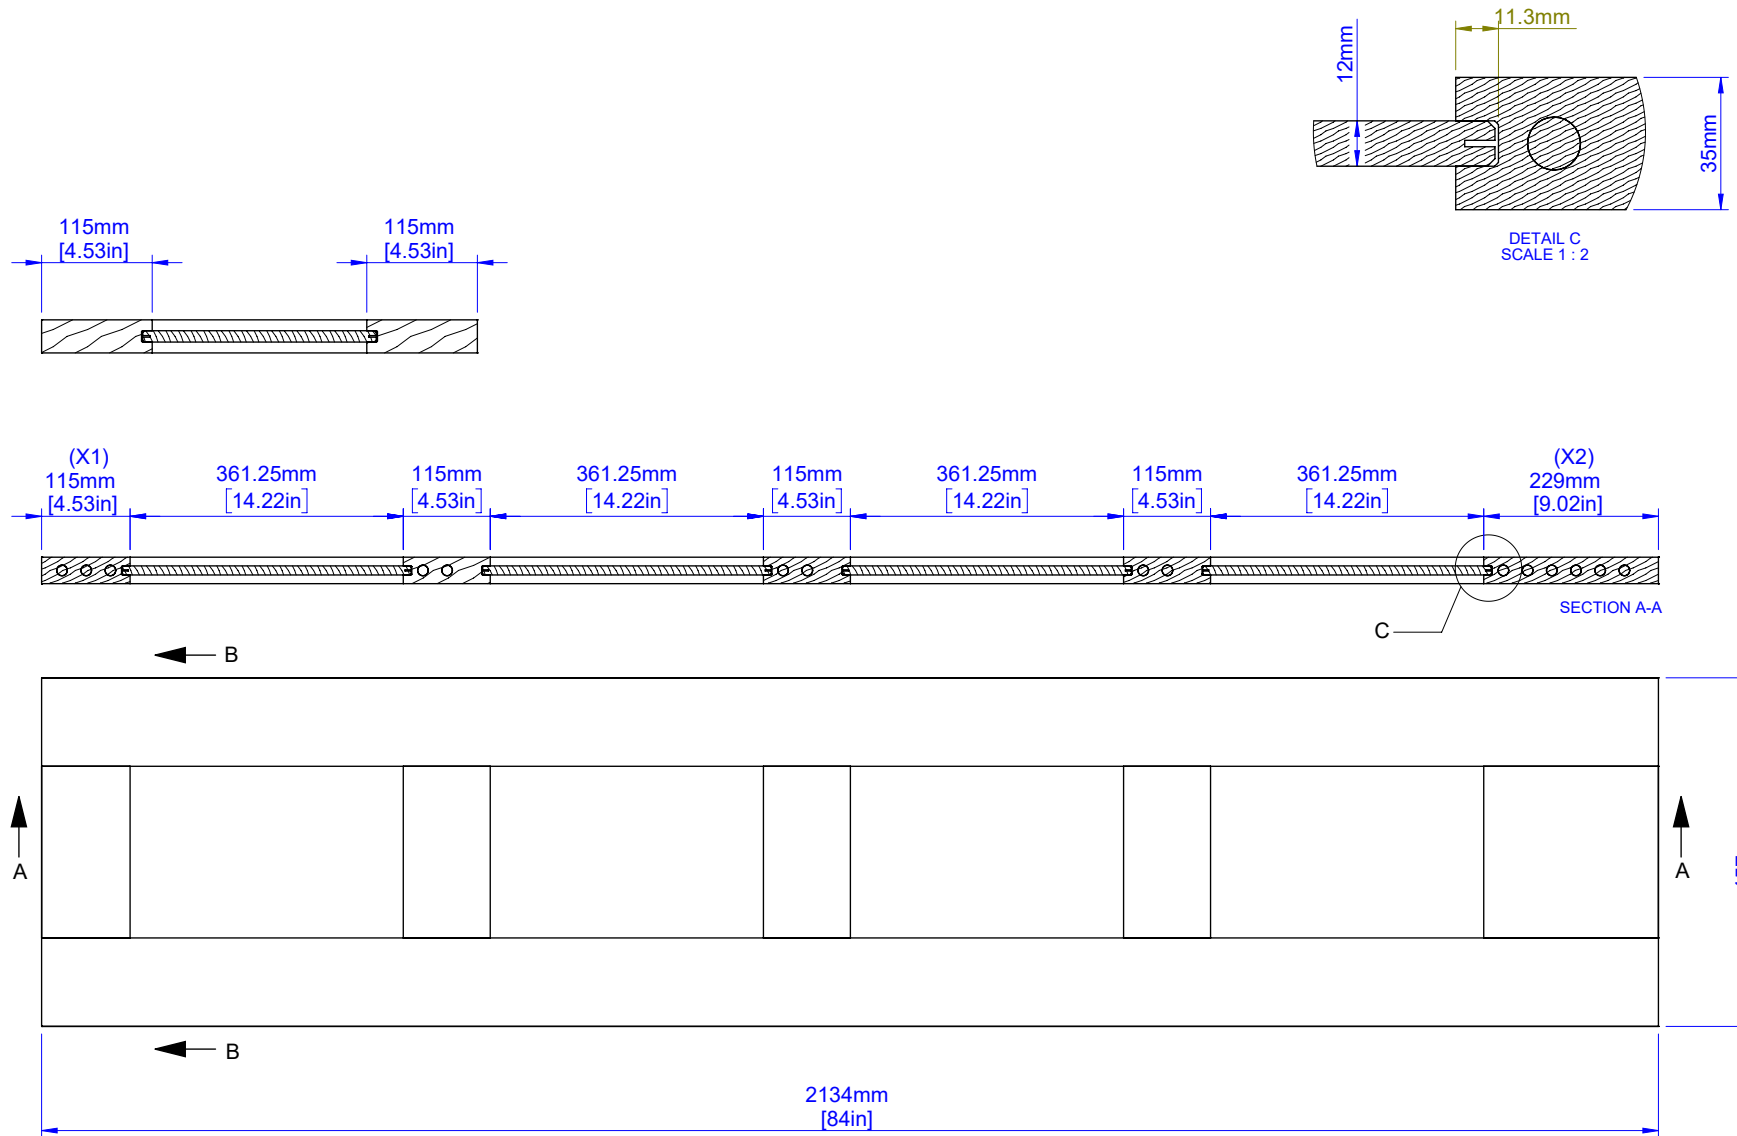 11.3mm
12mm
35mm
DETAIL C
SCALE 1 : 2
115mm
[4.53in]
115mm
[4.53in]
(X1)
115mm
[4.53in]
361.25mm
[14.22in]
115mm
[4.53in]
361.25mm
[14.22in]
115mm
[4.53in]
361.25mm
[14.22in]
115mm
[4.53in]
361.25mm
[14.22in]
(X2)
229mm
[9.02in]
SECTION A-A
C
B
A
A
B
2134mm
[84in]